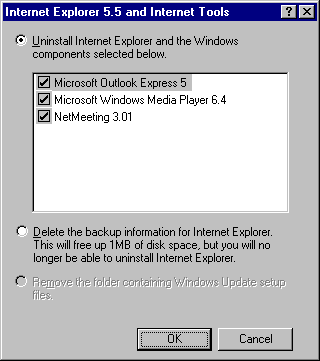 Internet Explorer 5.5 and Internet Tools
Uninstall Internet Explorer and the Windows
components selected below.
Microsoft Outlook Express 5
Microsoft Windows Media Player 6.4
NetMeeting 3.01
Delete the backup information for Internet Explorer.
This will free up 1MB of disk space, but you will no
longer be able to uninstall Internet Explorer.
Remove the folder containing Windows Update setup
files.
OK
Cancel